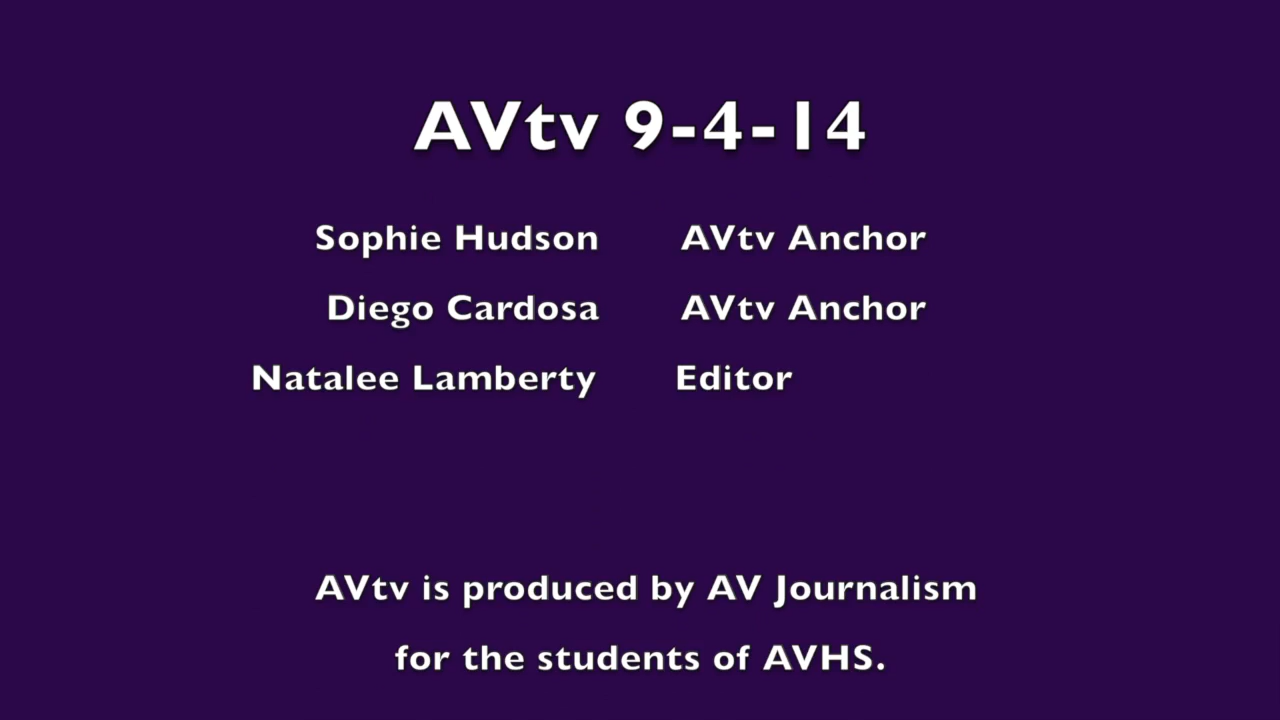 AVtv 9-4-14
Sophie Hudson AVtv Anchor
Diego Cardosa AVtv Anchor
Natalee Lamberty Editor
AVtv is produced by AV Journalism
for the students of AVHS.